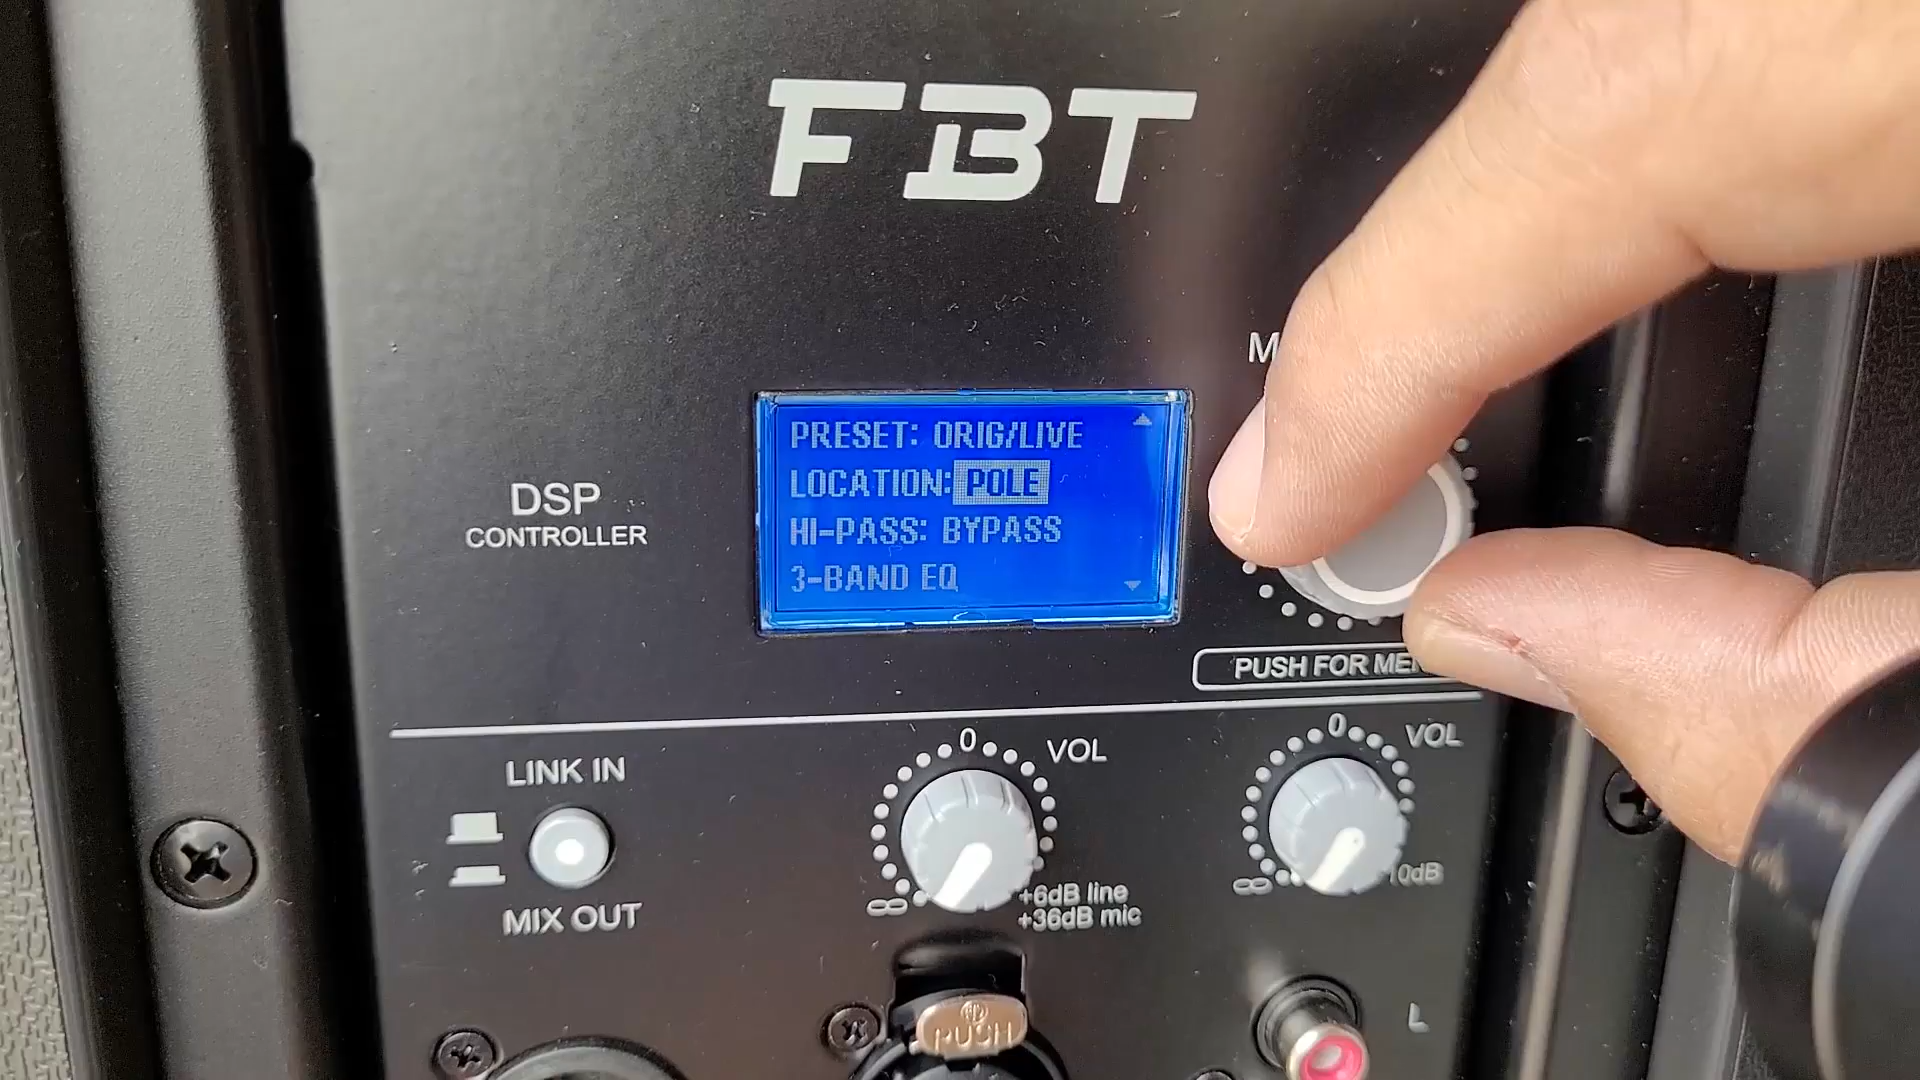 FBT
DSP
CONTROLLER
PRESET: ORIG/LIVE
LOCATION: POLE
HI-PASS: BYPASS
3-BAND EQ
PUSH FOR
LINK IN
MIX OUT
0
VOL
∞
+6dB line
+36dB mic
0
VOL
∞
10dB
PUSH
L